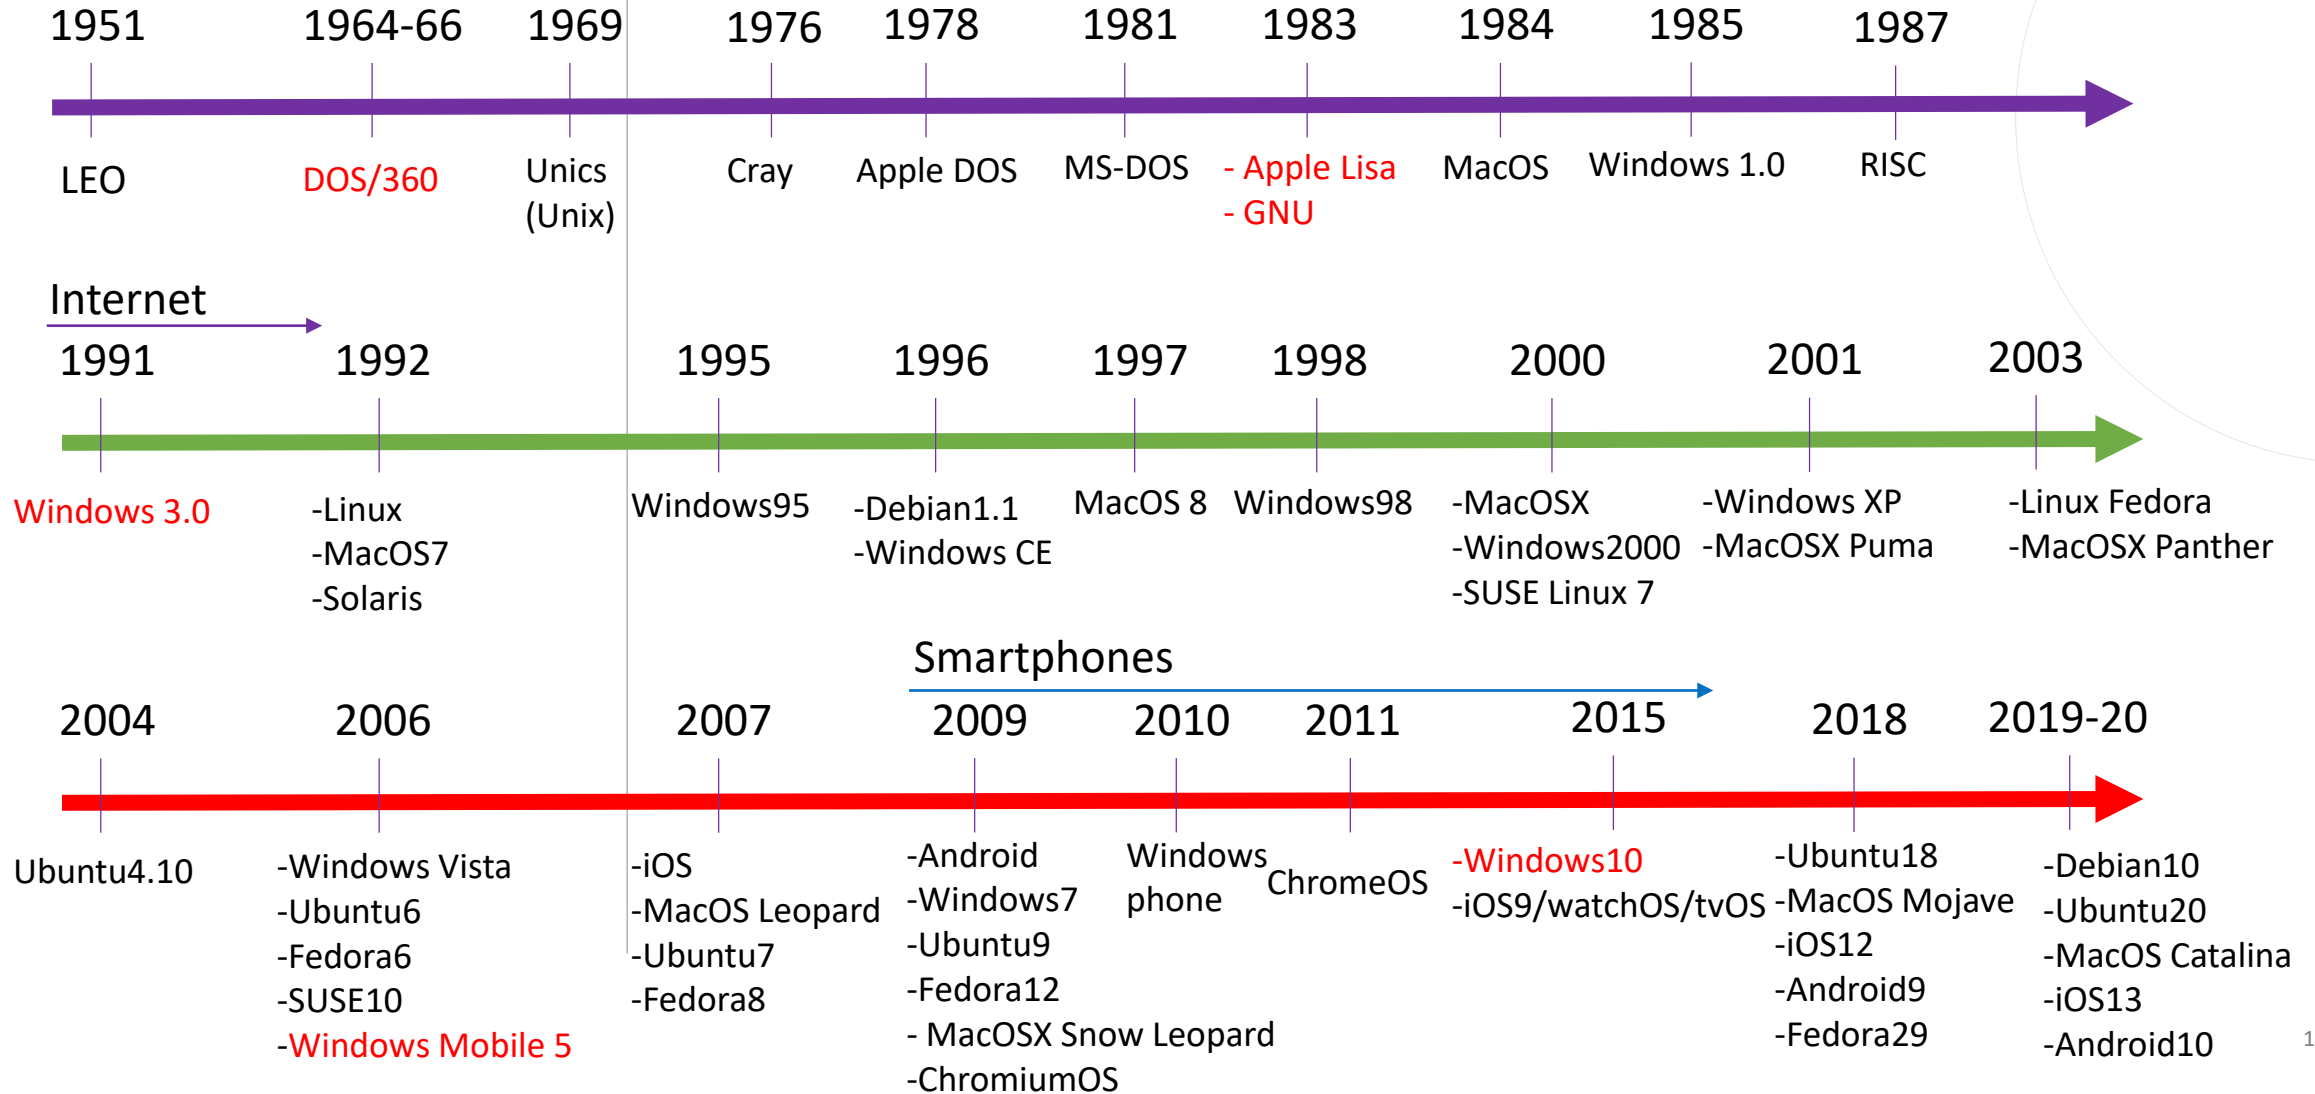 1951 1964-66 1969 1976 1978 1981 1983 1984 1985 1987
LEO DOS/360 Unics Cray Apple DOS MS-DOS - Apple Lisa MacOS Windows 1.0 RISC
(Unix) - GNU
Internet
1991 1992 1995 1996 1997 1998 2000 2001 2003
Windows 3.0 -Linux Windows95 -Debian1.1 MacOS 8 Windows98 -MacOSX -Windows XP -Linux Fedora
-MacOS7 -Windows CE -Windows2000 -MacOSX Puma -MacOSX Panther
-Solaris -SUSE Linux 7
Smartphones
2004 2006 2007 2009 2010 2011 2015 2018 2019-20
Ubuntu4.10 -Windows Vista -iOS -Android Windows ChromeOS -Windows10 -Ubuntu18 -Debian10
-Ubuntu6 -MacOS Leopard -Windows7 phone -iOS9/watchOS/tvOS -MacOS Mojave -Ubuntu20
-Fedora6 -Ubuntu7 -Ubuntu9 -iOS12 -MacOS Catalina
-SUSE10 -Fedora8 -Fedora12 -Android9 -iOS13
-Windows Mobile 5 - MacOSX Snow Leopard -Fedora29 -Android10 1
-ChromiumOS